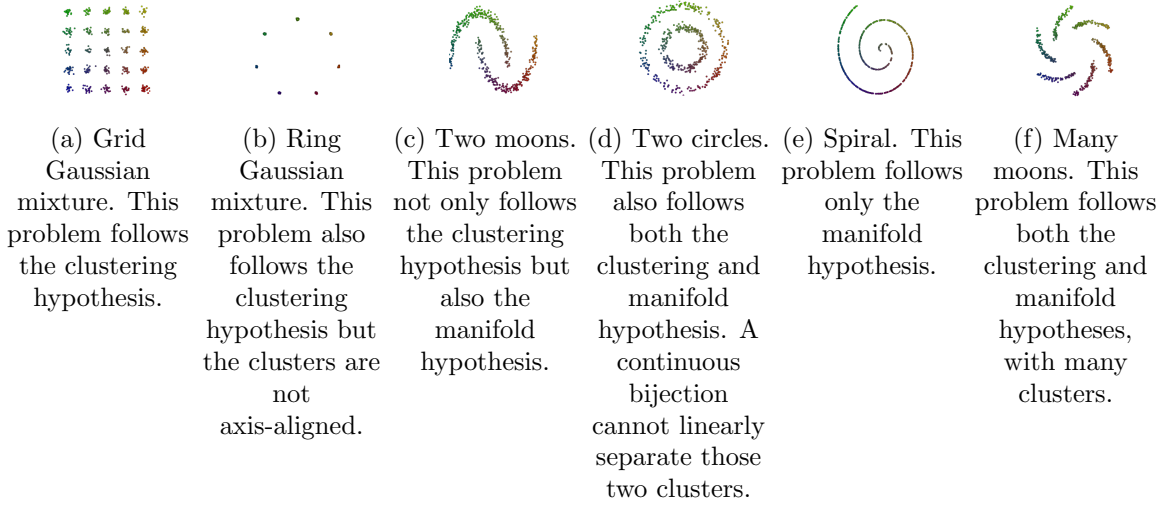 (a) Grid
Gaussian
mixture. This
problem follows
the clustering
hypothesis.
(b) Ring
Gaussian
mixture. This
problem also
follows the
clustering
hypothesis but
the clusters are
not
axis-aligned.
(c) Two moons.
This problem
not only follows
the clustering
hypothesis but
also the
manifold
hypothesis.
(d) Two circles.
This problem
also follows
both the
clustering and
manifold
hypothesis. A
continuous
bijection
cannot linearly
separate those
two clusters.
(e) Spiral. This
problem follows
only the
manifold
hypothesis.
(f) Many
moons. This
problem follows
both the
clustering and
manifold
hypotheses,
with many
clusters.